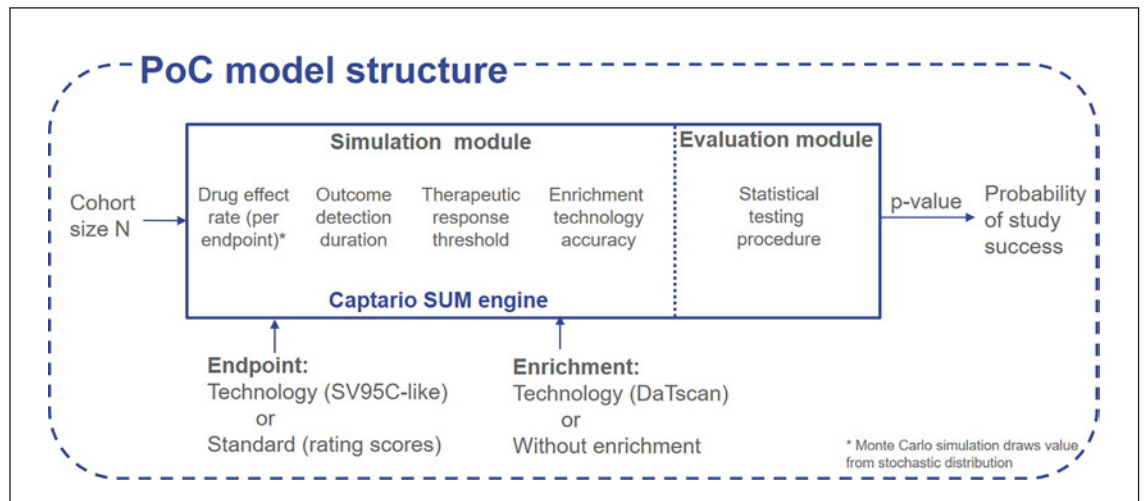 PoC model structure
Simulation module
Evaluation module
Cohort
size N
Drug effect
rate (per
endpoint)*
Outcome
detection
duration
Therapeutic
response
threshold
Enrichment
technology
accuracy
Statistical
testing
procedure
p-value
Probability
of study
success
Captario SUM engine
Endpoint:
Technology (SV95C-like)
or
Standard (rating scores)
Enrichment:
Technology (DaTscan)
or
Without enrichment
* Monte Carlo simulation draws value
from stochastic distribution